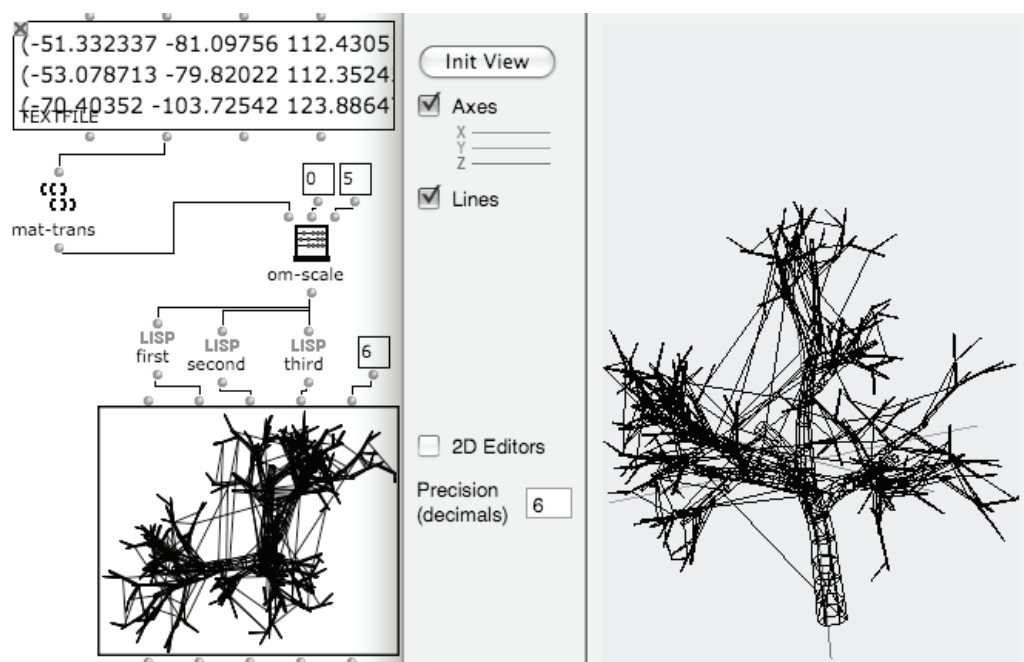 (-51.332337 -81.09756 112.4305
(-53.078713 -79.82022 112.3524
(-70.40352 -103.72542 123.8864
TEXTFILE
0 5
mat-trans
om-scale
LISP LISP LISP
first second third
6
Init View
Axes
X
Y
Z
Lines
2D Editors
Precision
(decimals) 6